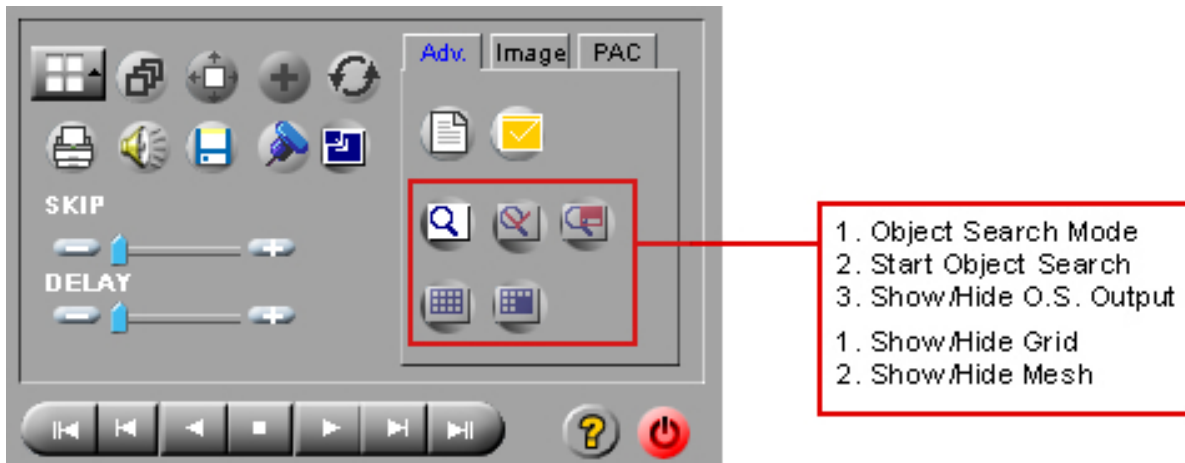 Adv. Image PAC
SKIP
DELAY
1. Object Search Mode
2. Start Object Search
3. Show/Hide O.S. Output
1. Show/Hide Grid
2. Show/Hide Mesh